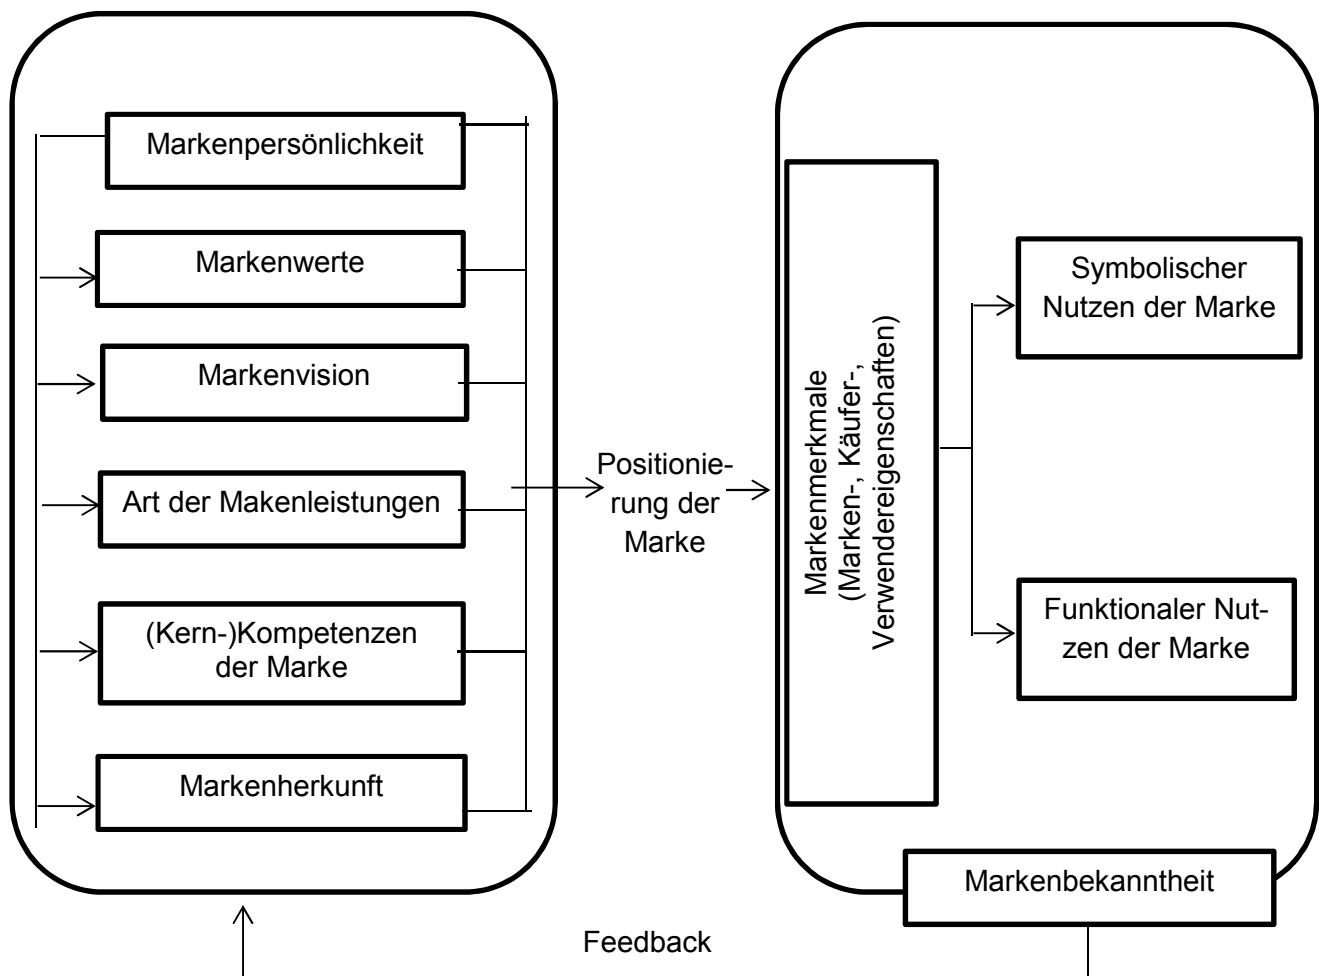 Markenpersönlichkeit
Markenwerte
Markenvision
Art der Makenleistungen
(Kern-)Kompetenzen
der Marke
Markenherkunft
Positionie-
rung der
Marke
Markenmerkmale
(Marken-, Käufer-,
Verwendereigenschaften)
Symbolischer
Nutzen der Marke
Funktionaler Nut-
zen der Marke
Markenbekanntheit
Feedback